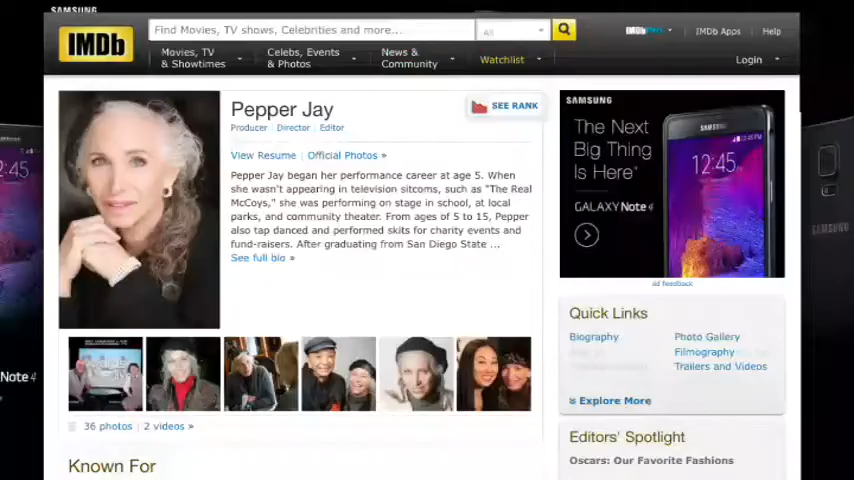 SAMSUNG
IMDb
Find Movies, TV shows, Celebrities and more...
All
IMDb
IMDb Apps
Help
Movies, TV
& Showtimes
Celebs, Events
& Photos
News &
Community
Watchlist
Login
Pepper Jay
SEE RANK
Producer | Director | Editor
View Resume | Official Photos »
Pepper Jay began her performance career at age 5. When
she wasn't appearing in television sitcoms, such as "The Real
McCoys," she was performing on stage in school, at local
parks, and community theater. From ages of 5 to 15, Pepper
also tap danced and performed skits for charity events and
fund-raisers. After graduating from San Diego State ...
See full bio »
36 photos | 2 videos »
Known For
SAMSUNG
The Next
Big Thing
Is Here*
GALAXY Note 4
SAMSUNG
12:45
ad feedback
Quick Links
Biography
Photo Gallery
Filmography
Trailers and Videos
Explore More
Editors' Spotlight
Oscars: Our Favorite Fashions
12:45
Note 4
SAMSUNG